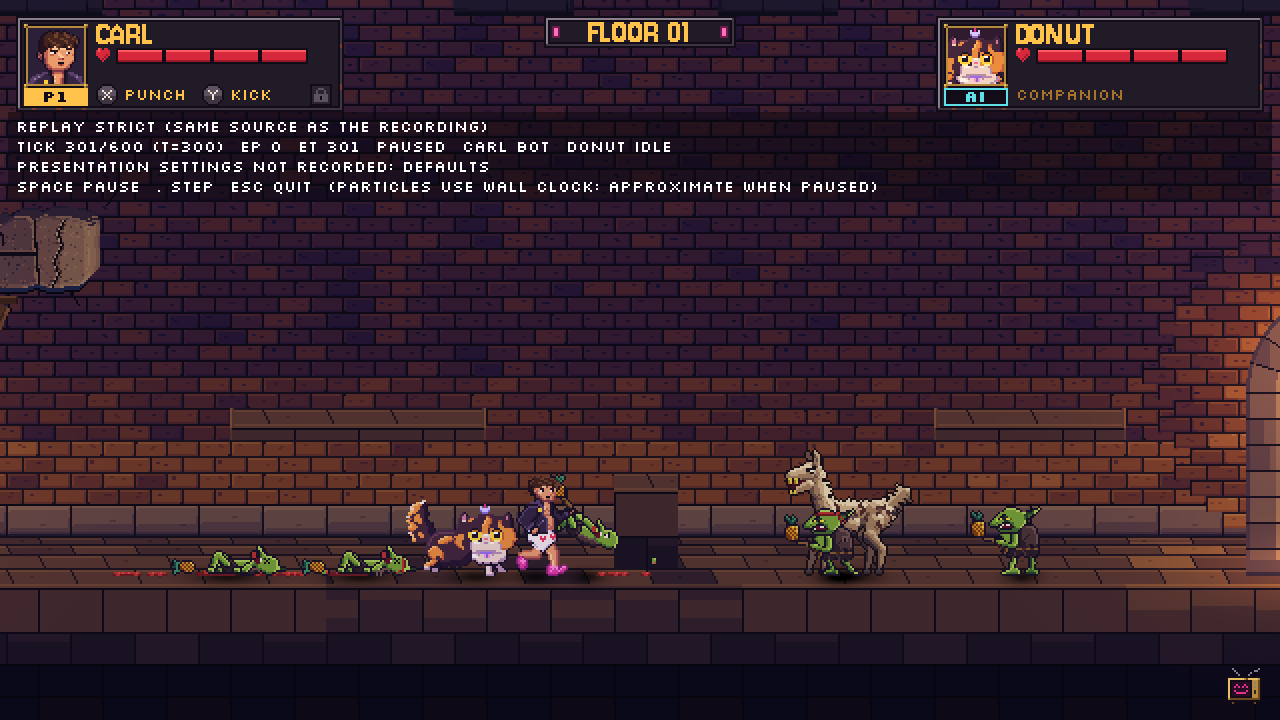 CARL
P1
X PUNCH Y KICK
FLOOR 01
DONUT
AI
COMPANION
REPLAY STRICT (SAME SOURCE AS THE RECORDING)
TICK 301/600 (T=300) EP 0 ET 301 PAUSED CARL BOT DONUT IDLE
PRESENTATION SETTINGS NOT RECORDED: DEFAULTS
SPACE PAUSE . STEP ESC QUIT (PARTICLES USE WALL CLOCK: APPROXIMATE WHEN PAUSED)